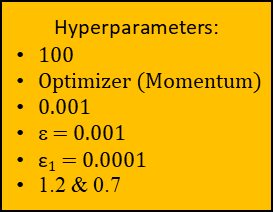 Hyperparameters:
• 100
• Optimizer (Momentum)
• 0.001
• ε = 0.001
• ε₁ = 0.0001
• 1.2 & 0.7